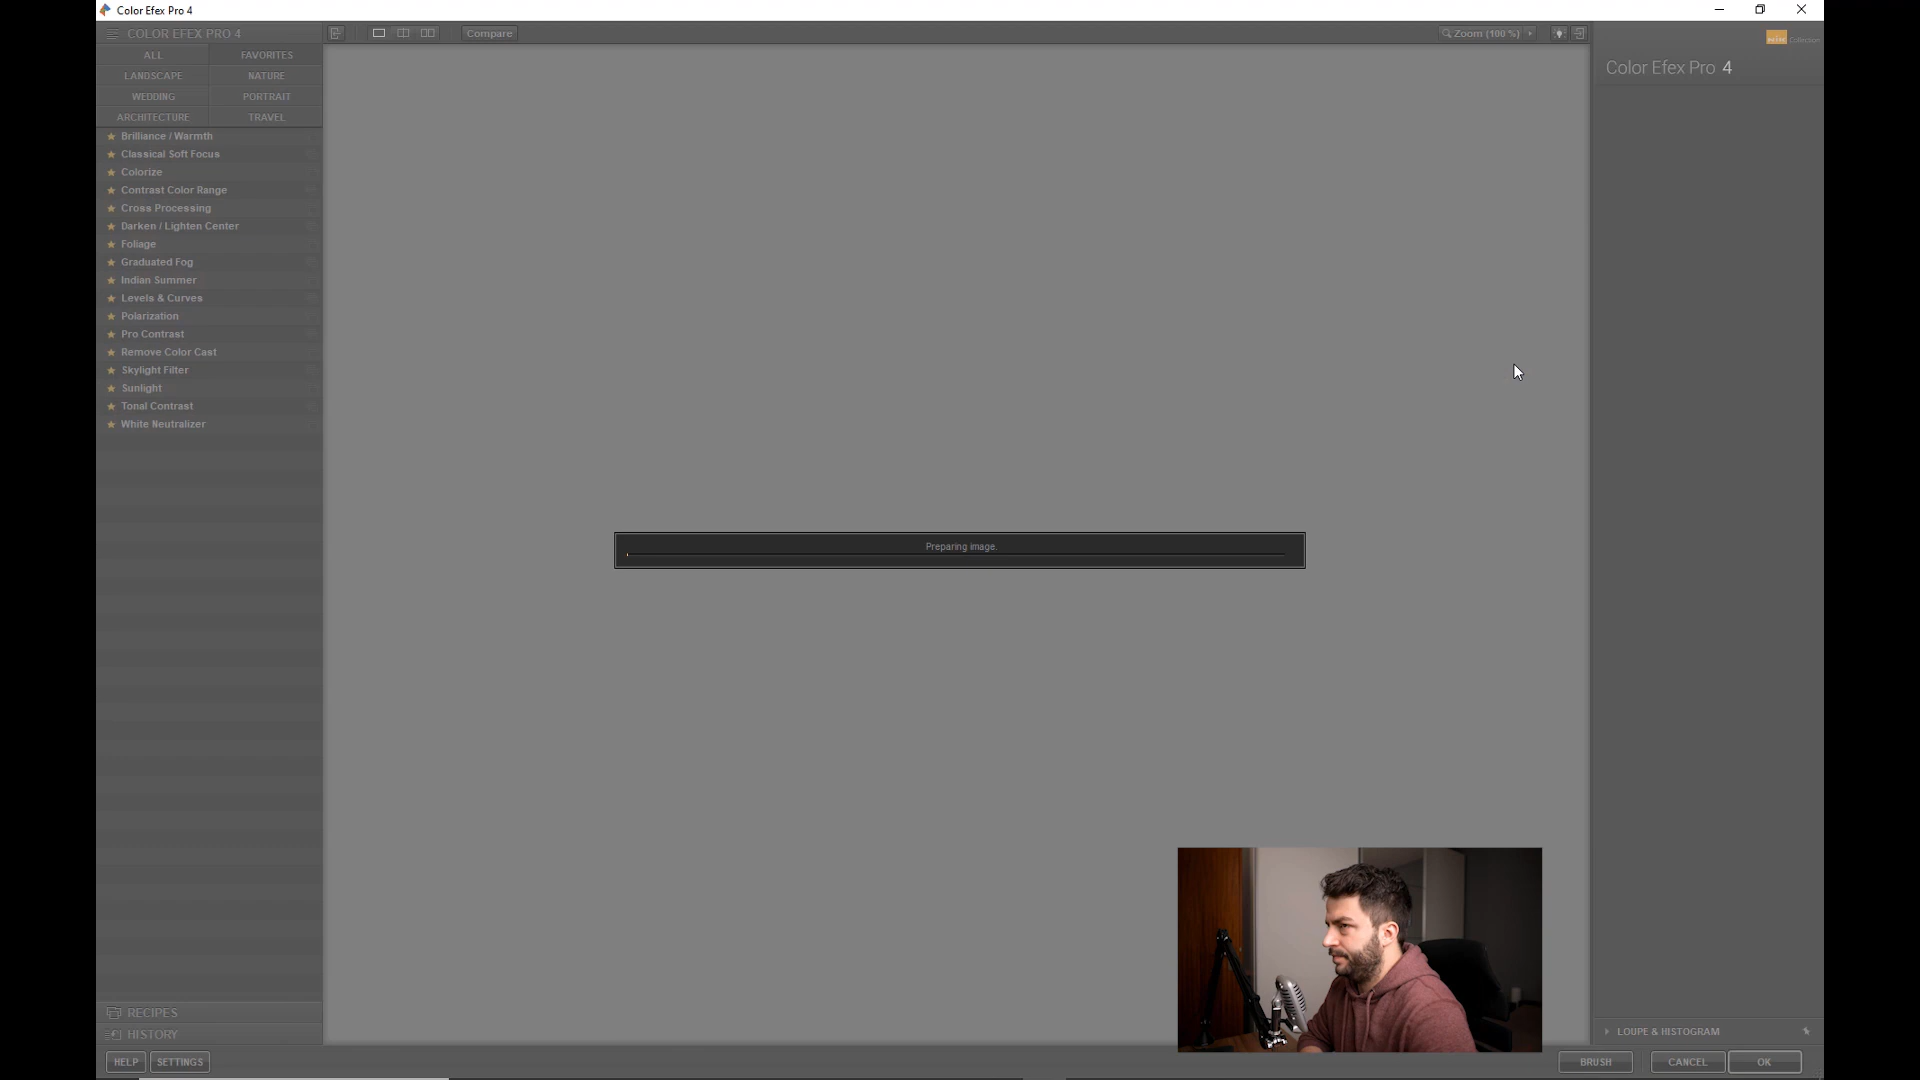 Color Efex Pro 4
COLOR EFEX PRO 4
Compare
Zoom (100 %)
Collection
ALL
FAVORITES
LANDSCAPE
NATURE
WEDDING
PORTRAIT
ARCHITECTURE
TRAVEL
Color Efex Pro 4
Brilliance / Warmth
Classical Soft Focus
Colorize
Contrast Color Range
Cross Processing
Darken / Lighten Center
Foliage
Graduated Fog
Indian Summer
Levels & Curves
Polarization
Pro Contrast
Remove Color Cast
Skylight Filter
Sunlight
Tonal Contrast
White Neutralizer
Preparing image.
RECIPES
HISTORY
LOUPE & HISTOGRAM
HELP
SETTINGS
BRUSH
CANCEL
OK